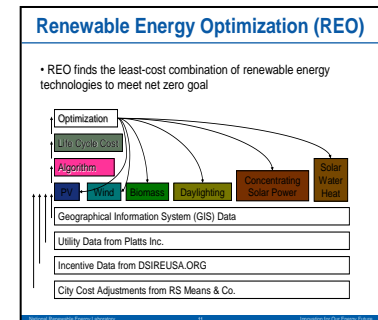 Renewable Energy Optimization (REO)
• REO finds the least-cost combination of renewable energy
technologies to meet net zero goal
Optimization
Life Cycle Cost
Algorithm
PV
Wind
Biomass
Daylighting
Concentrating
Solar Power
Solar
Water
Heat
Geographical Information System (GIS) Data
Utility Data from Platts Inc.
Incentive Data from DSIREUSA.ORG
City Cost Adjustments from RS Means & Co.
National Renewable Energy Laboratory
11
Innovation for Our Energy Future